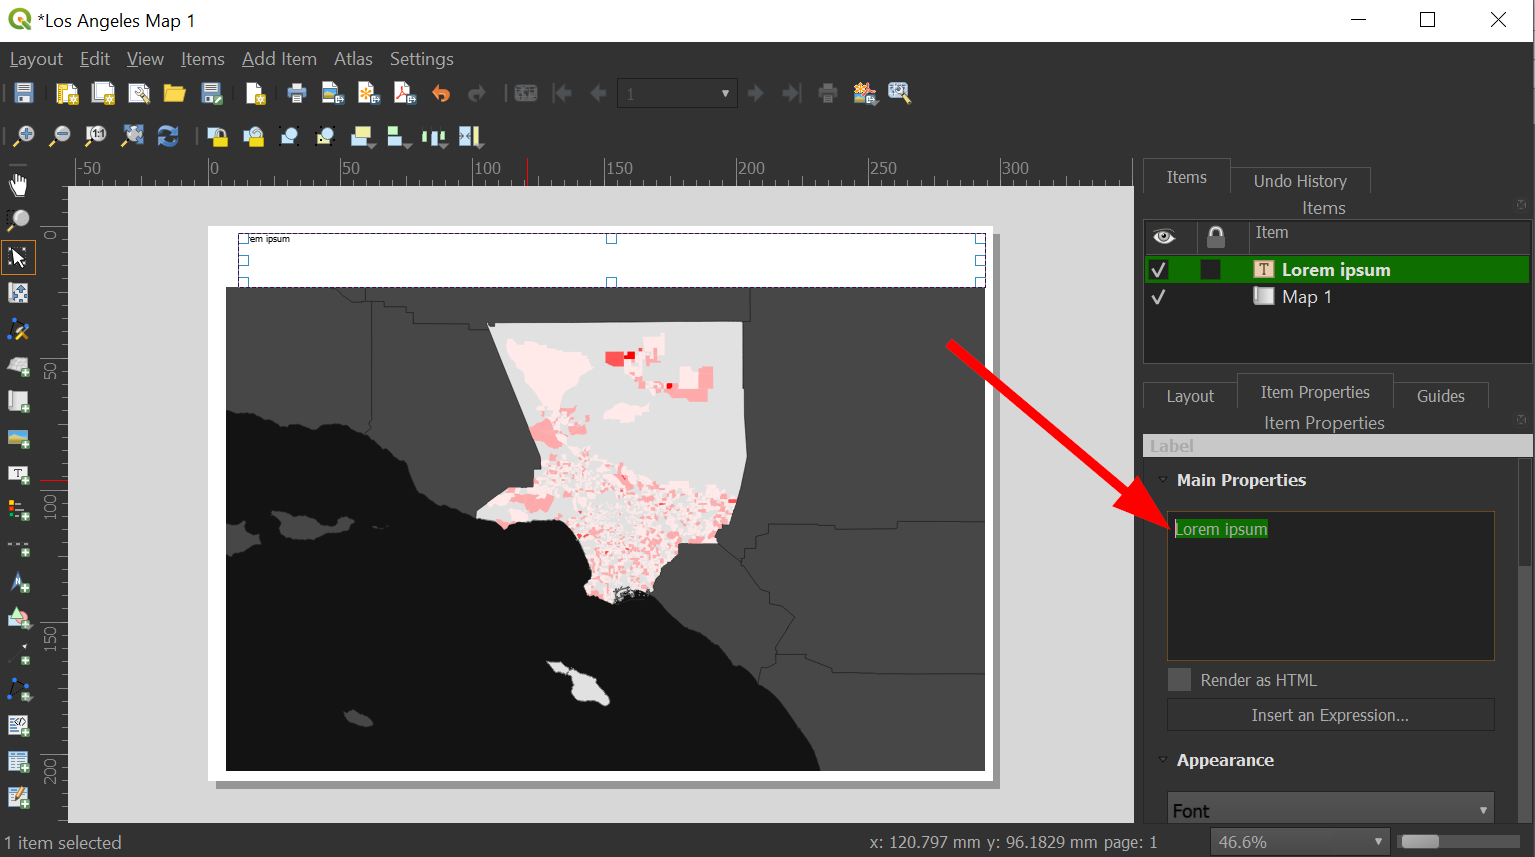 *Los Angeles Map 1
Layout Edit View Items Add Item Atlas Settings
1
-50 0 50 100 150 200 250 300
0
50
100
150
200
rem ipsum
Items Undo History
Items
Item
Lorem ipsum
Map 1
Layout Item Properties Guides
Item Properties
Label
Main Properties
Lorem ipsum
Render as HTML
Insert an Expression...
Appearance
Font
1 item selected
x: 120.797 mm y: 96.1829 mm page: 1
46.6%